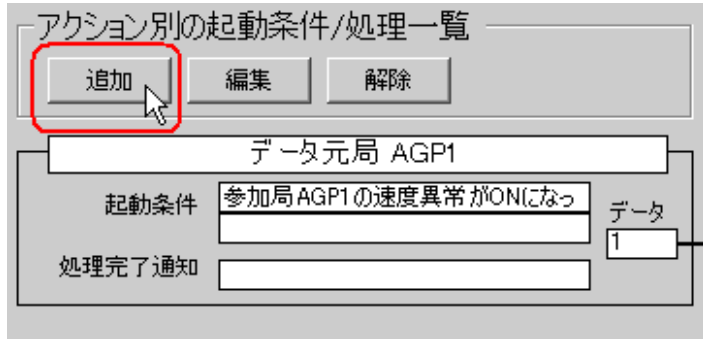 アクション別の起動条件/処理一覧
追加 編集 解除
データ元局 AGP1
起動条件 参加局AGP1の速度異常がONになっ
データ
1
処理完了通知